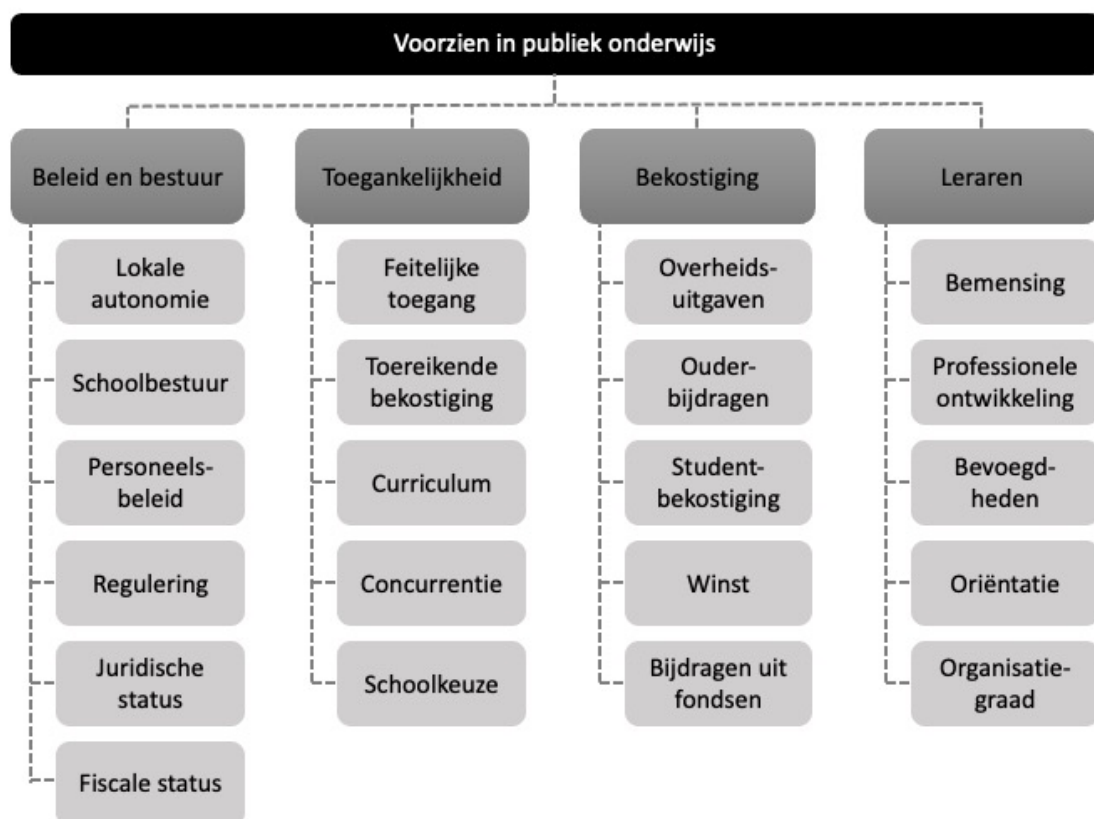 Voorzien in publiek onderwijs
Beleid en bestuur
Lokale
autonomie
Schoolbestuur
Personeels-
beleid
Regulering
Juridische
status
Fiscale status
Toegankelijkheid
Feitelijke
toegang
Toereikende
bekostiging
Curriculum
Concurrentie
Schoolkeuze
Bekostiging
Overheids-
uitgaven
Ouder-
bijdragen
Student-
bekostiging
Winst
Bijdragen uit
fondsen
Leraren
Bemensing
Professionele
ontwikkeling
Bevoegd-
heden
Oriëntatie
Organisatie-
graad